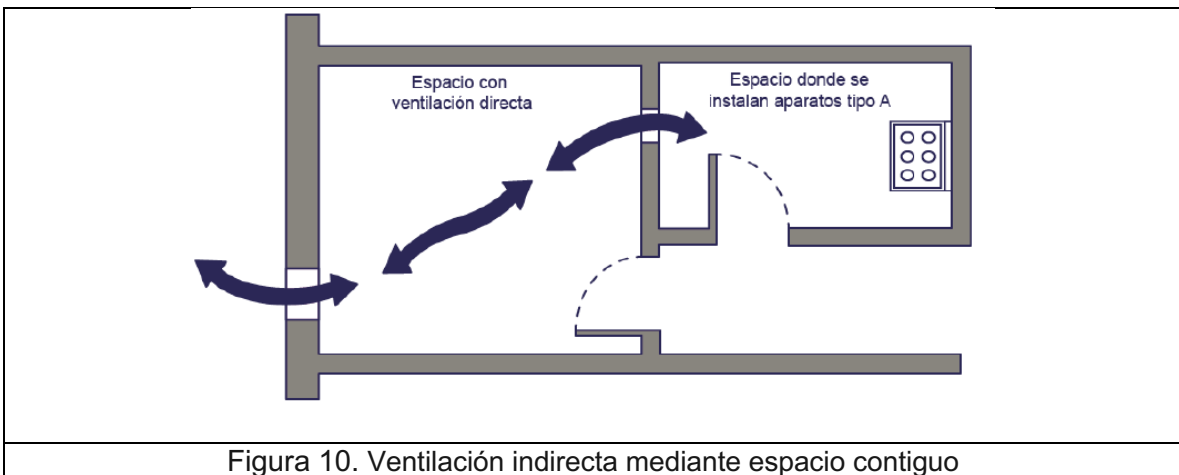 Espacio con
ventilación directa
Espacio donde se
instalan aparatos tipo A
Figura 10. Ventilación indirecta mediante espacio contiguo